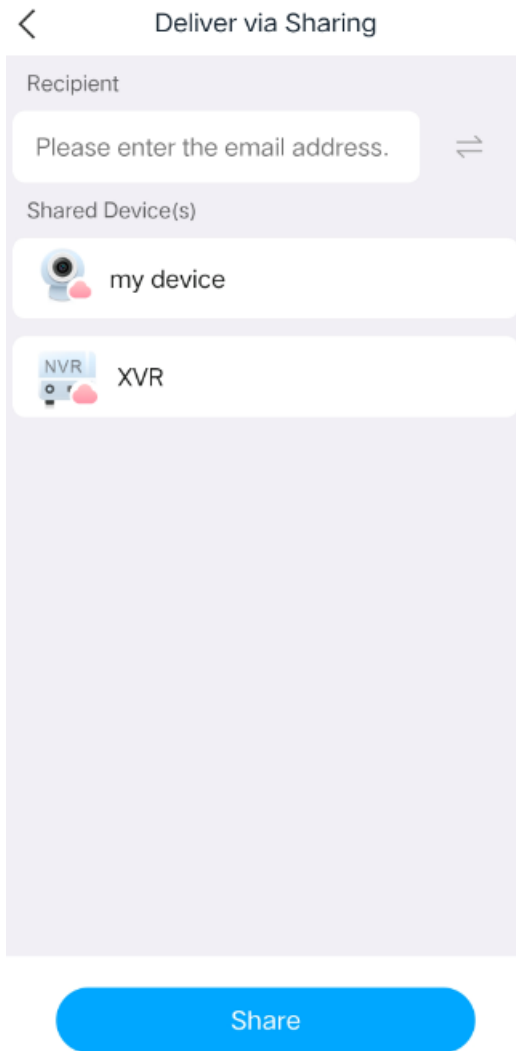 Deliver via Sharing
Recipient
Please enter the email address.
Shared Device(s)
my device
NVR
XVR
Share